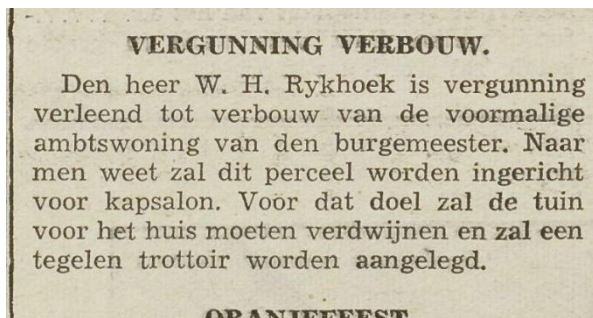 VERGUNNING VERBOUW.
Den heer W. H. Rykhoek is vergunning
verleend tot verbouw van de voormalige
ambtswoning van den burgemeester. Naar
men weet zal dit perceel worden ingericht
voor kapsalon. Voor dat doel zal de tuin
voor het huis moeten verdwijnen en zal een
tegelen trottoir worden aangelegd.
ORANJEFEEST